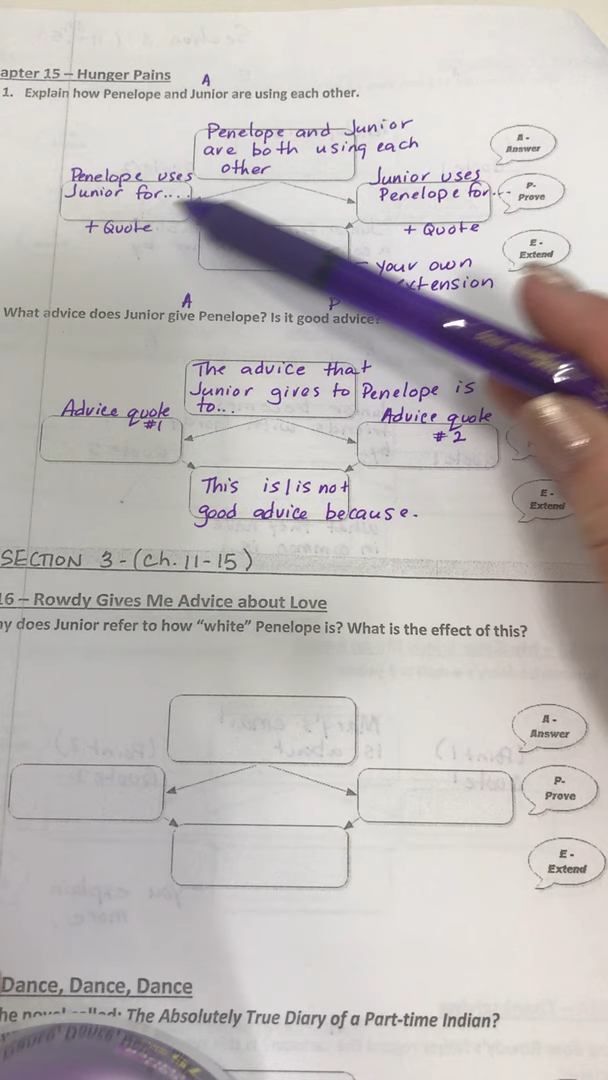 apter 15 – Hunger Pains
A
1. Explain how Penelope and Junior are using each other.
Penelope and Junior
are both using each
other
A-
Answer
Penelope uses
Junior for....
Junior uses
Penelope for...
P-
Prove
+ Quote
+ Quote
your own
extension
E -
Extend
A
P
What advice does Junior give Penelope? Is it good advice?
The advice that
Junior gives to Penelope is
to...
Advice quote
#1
Advice quote
#2
This is/is not
good advice because.
E -
Extend
SECTION 3 - (Ch. 11-15)
16 – Rowdy Gives Me Advice about Love
hy does Junior refer to how “white” Penelope is? What is the effect of this?
A -
Answer
P-
Prove
E -
Extend
Dance, Dance, Dance
he called: The Absolutely True Diary of a Part-time Indian?